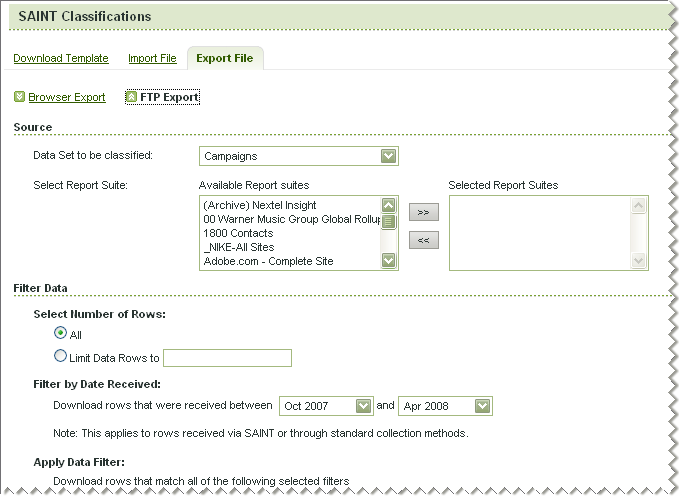 SAINT Classifications
Download Template Import File Export File
Browser Export FTP Export
Source
Data Set to be classified: Campaigns
Select Report Suite: Available Report suites Selected Report Suites
(Archive) Nextel Insight
00 Warner Music Group Global Rollup
>>
1800 Contacts
_NIKE-All Sites
<<
Adobe.com - Complete Site
Filter Data
Select Number of Rows:
All
Limit Data Rows to
Filter by Date Received:
Download rows that were received between Oct 2007 and Apr 2008
Note: This applies to rows received via SAINT or through standard collection methods.
Apply Data Filter:
Download rows that match all of the following selected filters